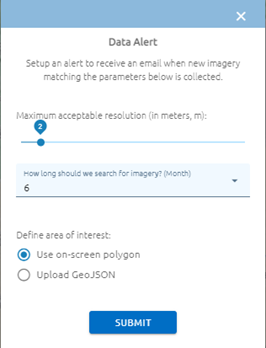 Data Alert
Setup an alert to receive an email when new imagery
matching the parameters below is collected.
Maximum acceptable resolution (in meters, m):
2
How long should we search for imagery? (Month)
6
Define area of interest:
Use on-screen polygon
Upload GeoJSON
SUBMIT